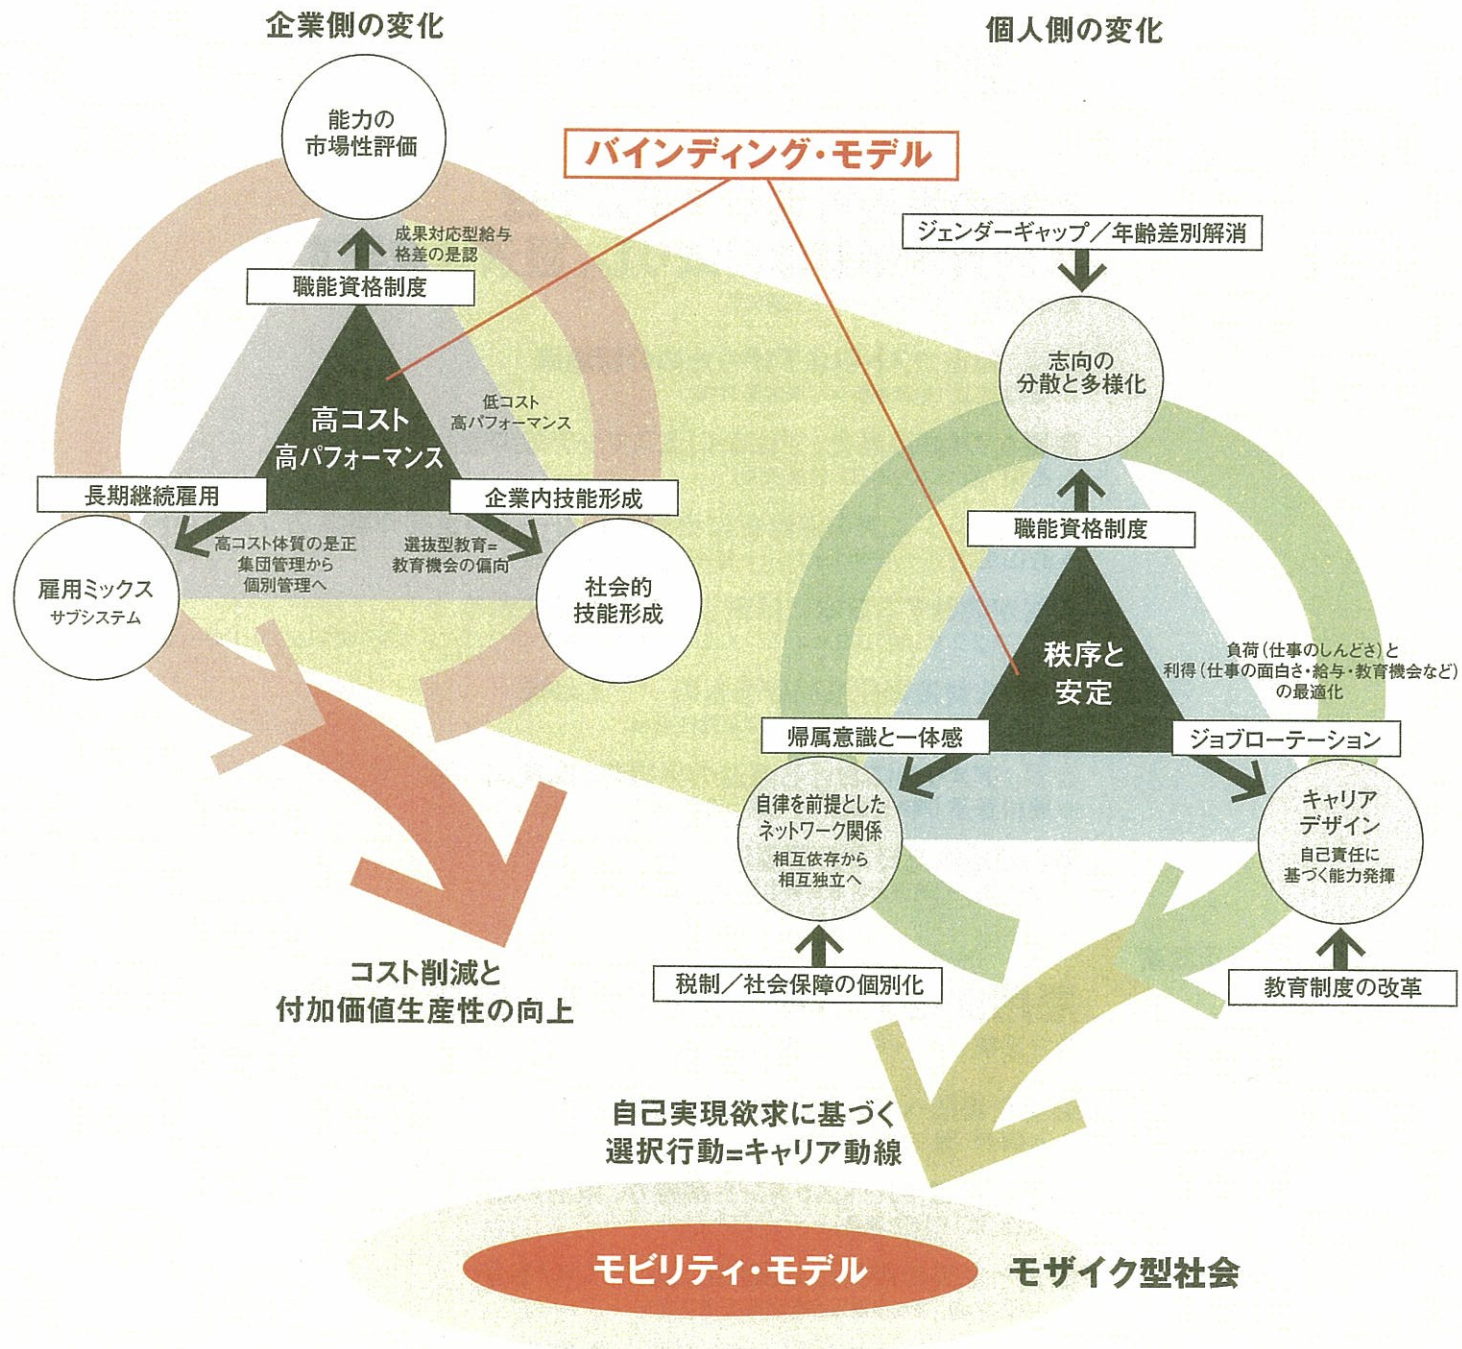 企業側の変化
個人側の変化
能力の
市場性評価
バインディング・モデル
成果対応型給与
格差の是認
職能資格制度
高コスト
高パフォーマンス
低コスト
高パフォーマンス
長期継続雇用
企業内技能形成
高コスト体質の是正
集団管理から
個別管理へ
選抜型教育=
教育機会の偏向
雇用ミックス
サブシステム
社会的
技能形成
コスト削減と
付加価値生産性の向上
ジェンダーギャップ/年齢差別解消
志向の
分散と多様化
職能資格制度
秩序と
安定
負荷(仕事のしんどさ)と
利得(仕事の面白さ・給与・教育機会など)
の最適化
帰属意識と一体感
ジョブローテーション
自律を前提とした
ネットワーク関係
相互依存から
相互独立へ
キャリア
デザイン
自己責任に
基づく能力発揮
税制/社会保障の個別化
教育制度の改革
自己実現欲求に基づく
選択行動=キャリア動線
モビリティ・モデル
モザイク型社会